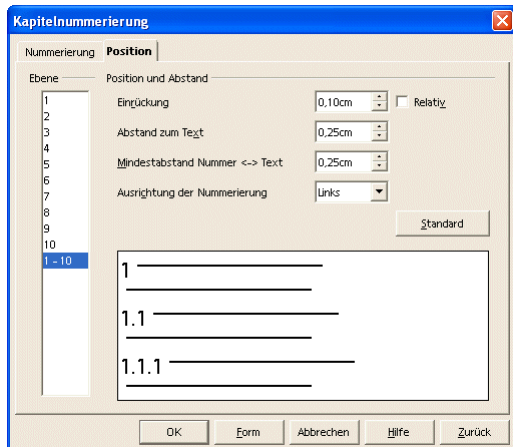 Kapitelnummerierung
Nummerierung Position
Ebene
1
2
3
4
5
6
7
8
9
10
1 - 10
Position und Abstand
Einrückung 0,10cm Relativ
Abstand zum Text 0,25cm
Mindestabstand Nummer <-> Text 0,25cm
Ausrichtung der Nummerierung Links
Standard
1
1.1
1.1.1
OK Form Abbrechen Hilfe Zurück